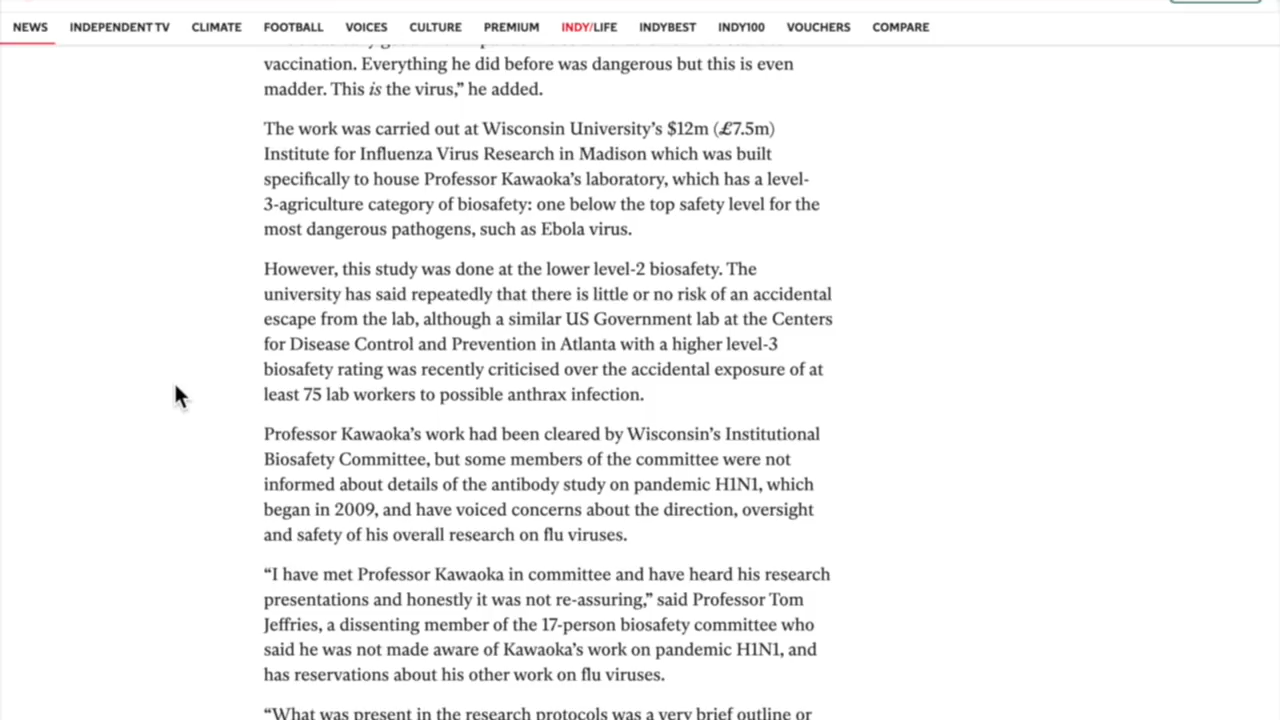 NEWS INDEPENDENT TV CLIMATE FOOTBALL VOICES CULTURE PREMIUM INDY/LIFE INDYBEST INDY100 VOUCHERS COMPARE
vaccination. Everything he did before was dangerous but this is even
madder. This is the virus,” he added.
The work was carried out at Wisconsin University’s $12m (£7.5m)
Institute for Influenza Virus Research in Madison which was built
specifically to house Professor Kawaoka’s laboratory, which has a level-
3-agriculture category of biosafety: one below the top safety level for the
most dangerous pathogens, such as Ebola virus.
However, this study was done at the lower level-2 biosafety. The
university has said repeatedly that there is little or no risk of an accidental
escape from the lab, although a similar US Government lab at the Centers
for Disease Control and Prevention in Atlanta with a higher level-3
biosafety rating was recently criticised over the accidental exposure of at
least 75 lab workers to possible anthrax infection.
Professor Kawaoka’s work had been cleared by Wisconsin’s Institutional
Biosafety Committee, but some members of the committee were not
informed about details of the antibody study on pandemic H1N1, which
began in 2009, and have voiced concerns about the direction, oversight
and safety of his overall research on flu viruses.
“I have met Professor Kawaoka in committee and have heard his research
presentations and honestly it was not re-assuring,” said Professor Tom
Jeffries, a dissenting member of the 17-person biosafety committee who
said he was not made aware of Kawaoka’s work on pandemic H1N1, and
has reservations about his other work on flu viruses.
“What was present in the research protocols was a very brief outline or